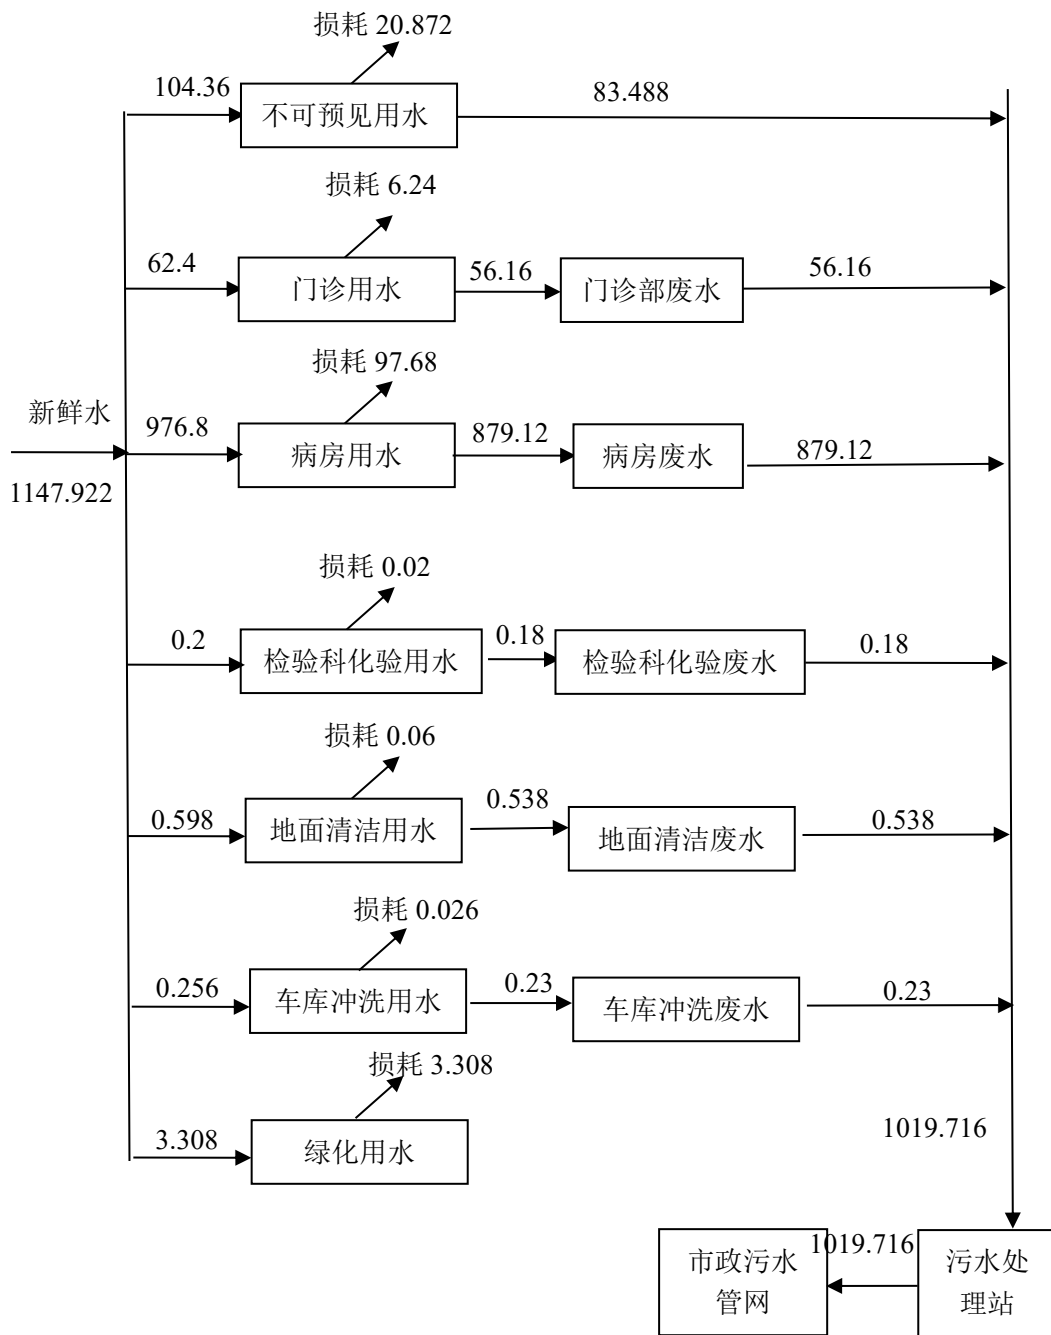 损耗 20.872
104.36
不可预见用水
83.488
损耗 6.24
62.4
门诊用水
56.16
门诊部废水
56.16
损耗 97.68
新鲜水
976.8
病房用水
879.12
病房废水
879.12
1147.922
损耗 0.02
0.2
检验科化验用水
0.18
检验科化验废水
0.18
损耗 0.06
0.598
地面清洁用水
0.538
地面清洁废水
0.538
损耗 0.026
0.256
车库冲洗用水
0.23
车库冲洗废水
0.23
损耗 3.308
3.308
绿化用水
1019.716
市政污水
管网
1019.716
污水处
理站